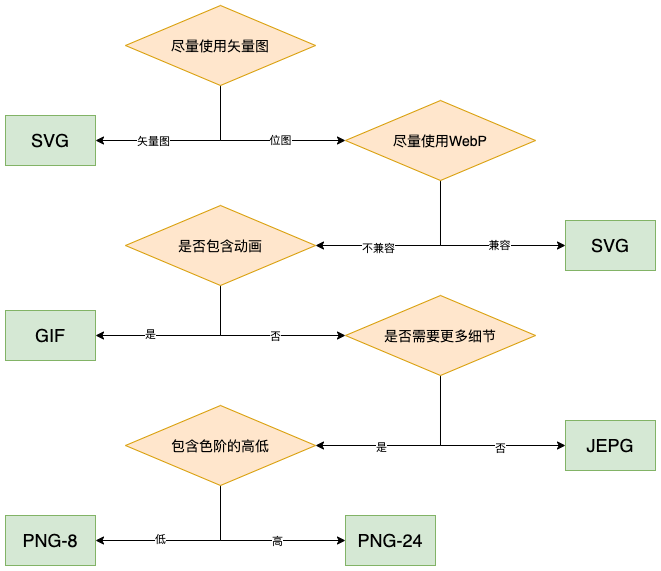 尽量使用矢量图
SVG
矢量图
位图
尽量使用WebP
是否包含动画
不兼容
兼容
SVG
GIF
是
否
是否需要更多细节
包含色阶的高低
是
否
JEPG
PNG-8
低
高
PNG-24